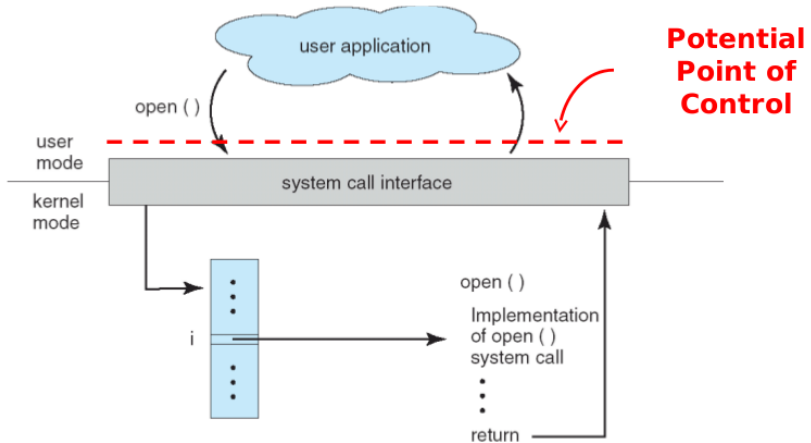 user application
Potential
Point of
Control
open ( )
user
mode
system call interface
kernel
mode
i
open ( )
Implementation
of open ( )
system call
return